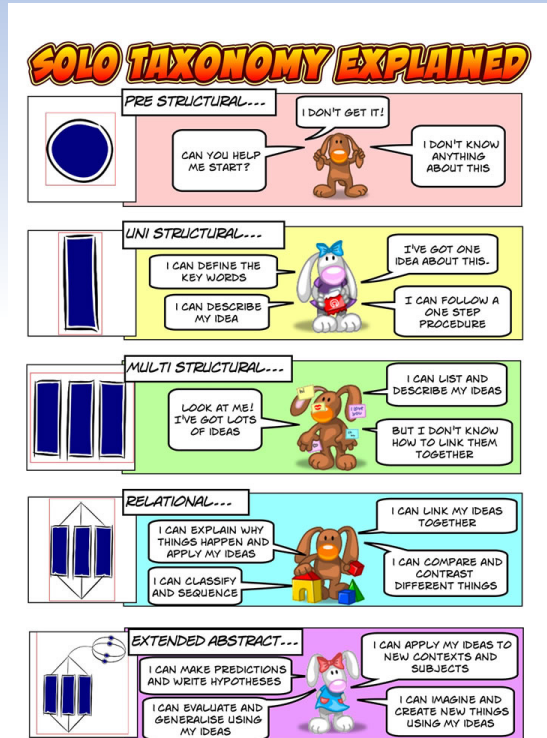 SOLO TAXONOMY EXPLAINED
PRE STRUCTURAL---
I DON'T GET IT!
CAN YOU HELP
ME START?
I DON'T KNOW
ANYTHING
ABOUT THIS
UNI STRUCTURAL---
I CAN DEFINE THE
KEY WORDS
I'VE GOT ONE
IDEA ABOUT THIS.
I CAN DESCRIBE
MY IDEA
I CAN FOLLOW A
ONE STEP
PROCEDURE
MULTI STRUCTURAL---
LOOK AT ME!
I'VE GOT LOTS
OF IDEAS
I CAN LIST AND
DESCRIBE MY IDEAS
BUT I DON'T KNOW
HOW TO LINK THEM
TOGETHER
RELATIONAL---
I CAN EXPLAIN WHY
THINGS HAPPEN AND
APPLY MY IDEAS
I CAN LINK MY IDEAS
TOGETHER
I CAN CLASSIFY
AND SEQUENCE
I CAN COMPARE AND
CONTRAST
DIFFERENT THINGS
EXTENDED ABSTRACT---
I CAN MAKE PREDICTIONS
AND WRITE HYPOTHESES
I CAN APPLY MY IDEAS TO
NEW CONTEXTS AND
SUBJECTS
I CAN EVALUATE AND
GENERALISE USING
MY IDEAS
I CAN IMAGINE AND
CREATE NEW THINGS
USING MY IDEAS